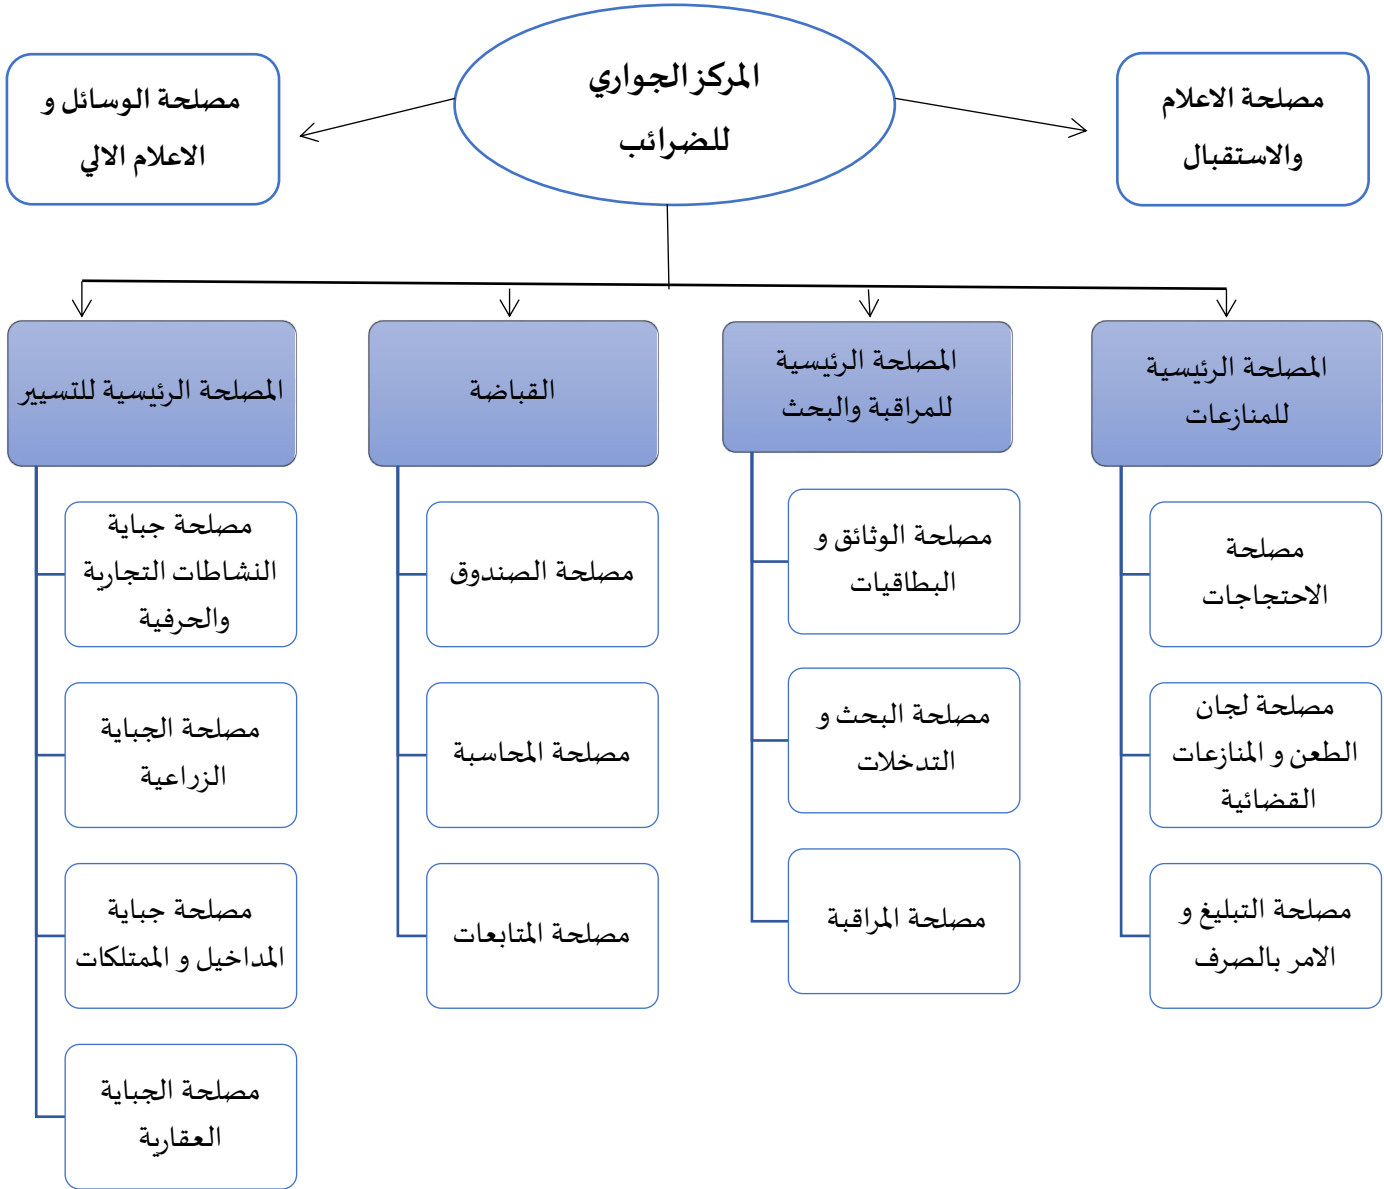 المركز الجواري
للضرائب
مصلحة الاعلام
والاستقبال
مصلحة الوسائل و
الاعلام الالي
المصلحة الرئيسية
للمنازعات
مصلحة
الاحتجاجات
مصلحة لجان
الطعن و المنازعات
القضائية
مصلحة التبليغ و
الامر بالصرف
المصلحة الرئيسية
للمراقبة والبحث
مصلحة الوثائق و
البطاقيات
مصلحة البحث و
التدخلات
مصلحة المراقبة
القباضة
مصلحة الصندوق
مصلحة المحاسبة
مصلحة المتابعات
المصلحة الرئيسية للتسيير
مصلحة جباية
النشاطات التجارية
والحرفية
مصلحة الجباية
الزراعية
مصلحة جباية
المداخيل و الممتلكات
مصلحة الجباية
العقارية